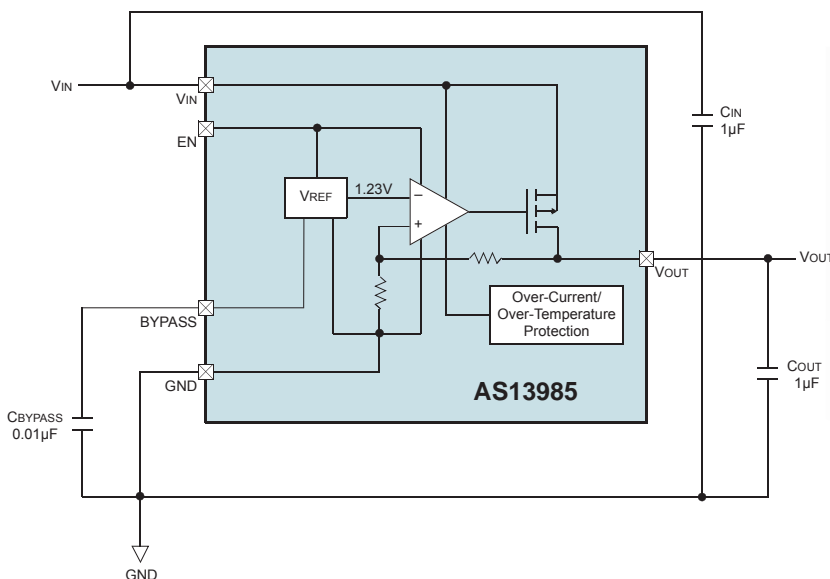 VIN
VIN
EN
CIN
1µF
VREF
1.23V
−
+
VOUT
VOUT
BYPASS
Over-Current/
Over-Temperature
Protection
GND
AS13985
COUT
1µF
CBYPASS
0.01µF
GND